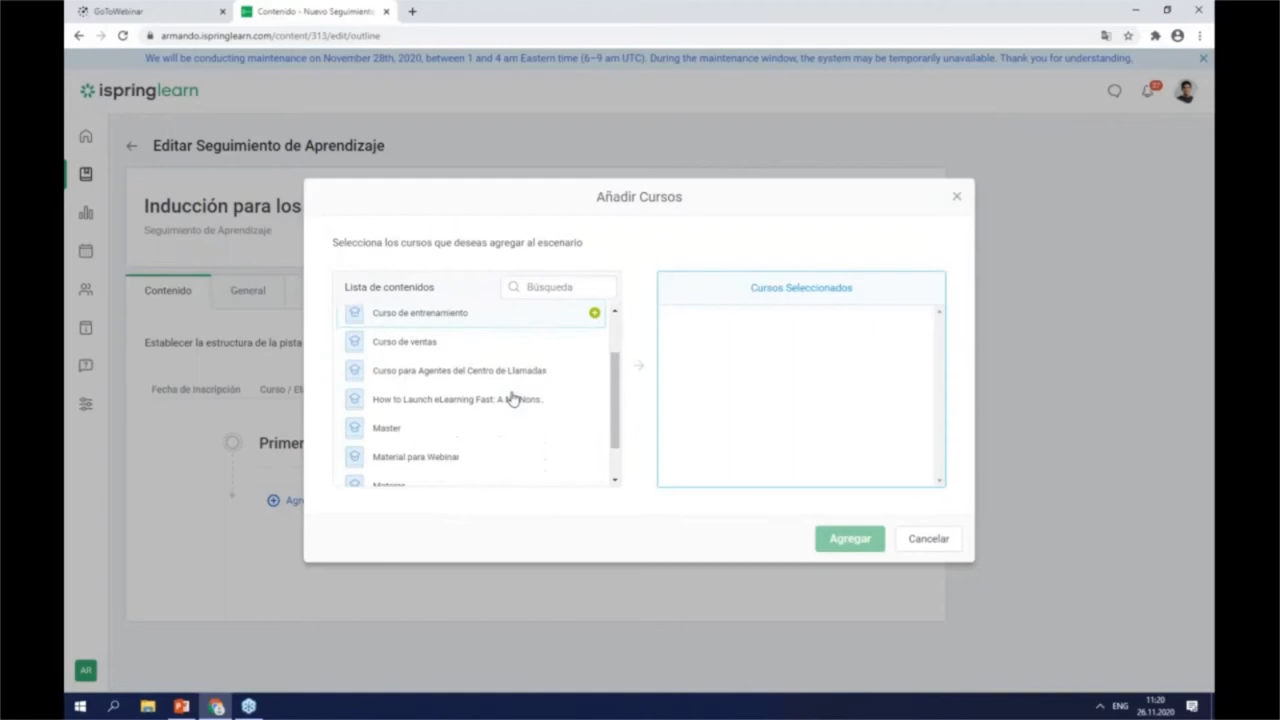 GoToWebinar
Contenido - Nuevo Seguimiento
armando.ispringlearn.com/content/313/edit/outline
We will be conducting maintenance on November 28th, 2020, between 1 and 4 am Eastern time (6–9 am UTC). During the maintenance window, the system may be temporarily unavailable. Thank you for understanding.
ispringlearn
Editar Seguimiento de Aprendizaje
Inducción para los
Seguimiento de Aprendizaje
Contenido
General
Establecer la estructura de la pista
Fecha de Inscripción
Curso /
Primer
Añadir Cursos
Selecciona los cursos que deseas agregar al escenario
Lista de contenidos
Búsqueda
Curso de entrenamiento
Curso de ventas
Curso para Agentes del Centro de Llamadas
How to Launch eLearning Fast: A
Master
Material para Webinar
Cursos Seleccionados
Agregar
Cancelar
AR
ENG
11:20
26.11.2020